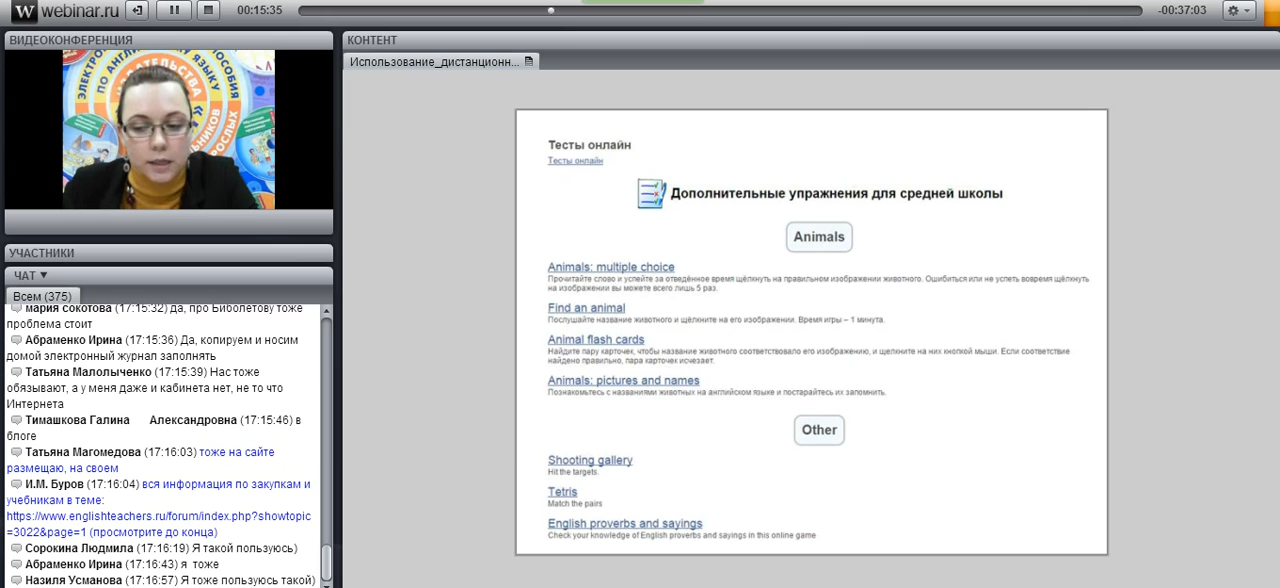 webinar.ru
00:15:35
-00:37:03
ВИДЕОКОНФЕРЕНЦИЯ
ЭЛЕКТРО
ПО АНГЛ
ИЗДАТЕЛЬСТВА
ЯЗЫКУ
ПОСОБИЯ
УЧАСТНИКИ
ЧАТ ▼
Всем (375)
мария сокотова (17:15:32) да, про Биболетову тоже
проблема стоит
Абраменко Ирина (17:15:36) Да, копируем и носим
домой электронный журнал заполнять
Татьяна Малолыченко (17:15:39) Нас тоже
обязывают, а у меня даже и кабинета нет, не то что
Интернета
Тимашкова Галина Александровна (17:15:46) в
блоге
Татьяна Магомедова (17:16:03) тоже на сайте
размещаю, на своем
И.М. Буров (17:16:04) вся информация по закупкам и
учебникам в теме:
https://www.englishteachers.ru/forum/index.php?showtopic
=3022&page=1 (просмотрите до конца)
Сорокина Людмила (17:16:19) Я такой пользуюсь)
Абраменко Ирина (17:16:43) я тоже
Назиля Усманова (17:16:57) Я тоже пользуюсь такой)
КОНТЕНТ
Использование_дистанционн...
Тесты онлайн
Тесты онлайн
Дополнительные упражнения для средней школы
Animals
Animals: multiple choice
Прочитайте слово и успейте за отведённое время щёлкнуть на правильном изображении животного. Ошибиться или не успеть вовремя щёлкнуть
на изображении вы можете всего лишь 5 раз.
Find an animal
Послушайте название животного и щёлкните на его изображении. Время игры – 1 минута.
Animal flash cards
Найдите пару карточек, чтобы название животного соответствовало его изображению, и щелкните на них кнопкой мыши. Если соответствие
найдено правильно, пара карточек исчезает.
Animals: pictures and names
Познакомьтесь с названиями животных на английском языке и постарайтесь их запомнить.
Other
Shooting gallery
Hit the targets.
Tetris
Match the pairs
English proverbs and sayings
Check your knowledge of English proverbs and sayings in this online game